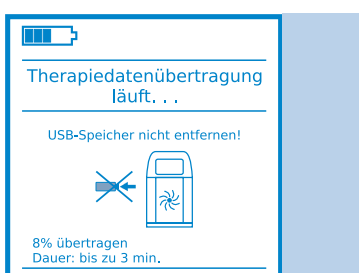 Therapiedatenübertragung
läuft. . .
USB-Speicher nicht entfernen!
8% übertragen
Dauer: bis zu 3 min.